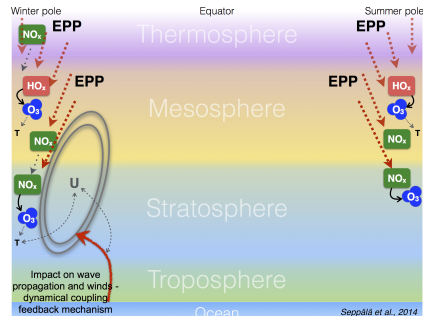 Winter pole
Equator
Summer pole
EPP
EPP
NOx
Thermosphere
HOx
HOx
O3
O3
EPP
EPP
T
T
Mesosphere
NOx
NOx
NOx
NOx
U
O3
O3
Stratosphere
T
Impact on wave
propagation and winds -
dynamical coupling
feedback mechanism
Troposphere
Ocean
Seppälä et al., 2014